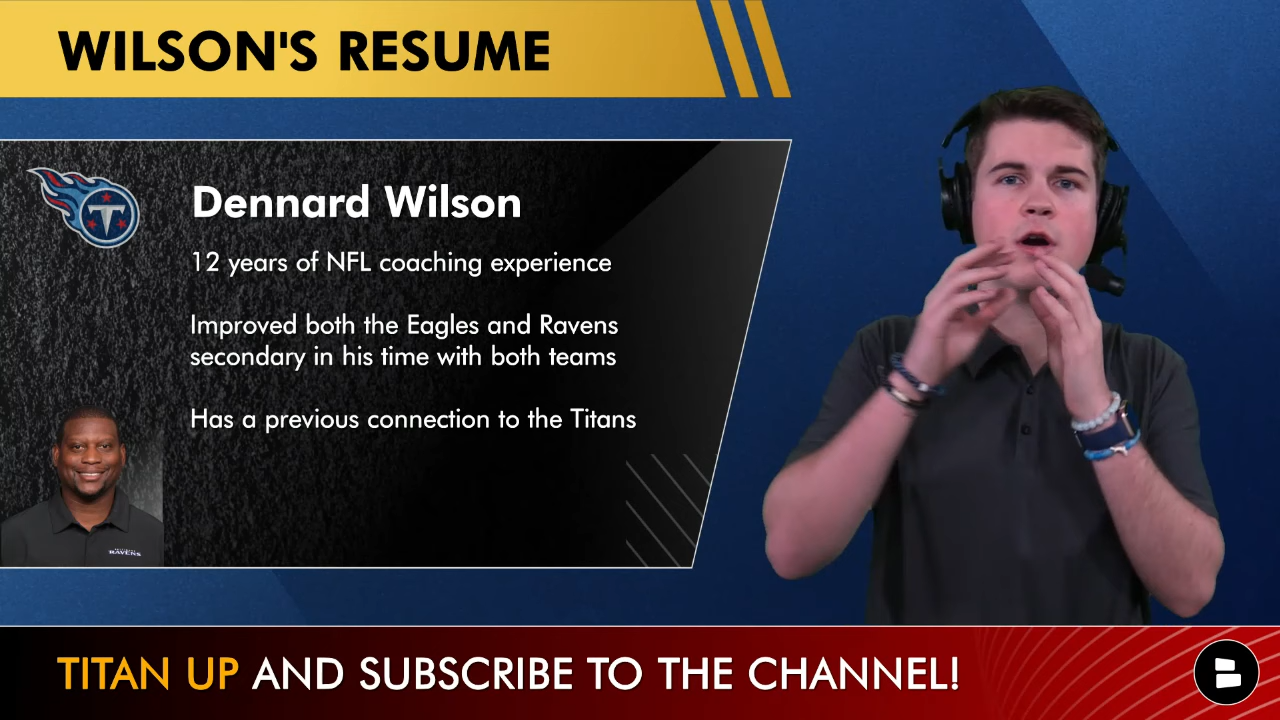 WILSON'S RESUME
Dennard Wilson
12 years of NFL coaching experience
Improved both the Eagles and Ravens
secondary in his time with both teams
Has a previous connection to the Titans
T
RAVENS
TITAN UP AND SUBSCRIBE TO THE CHANNEL!